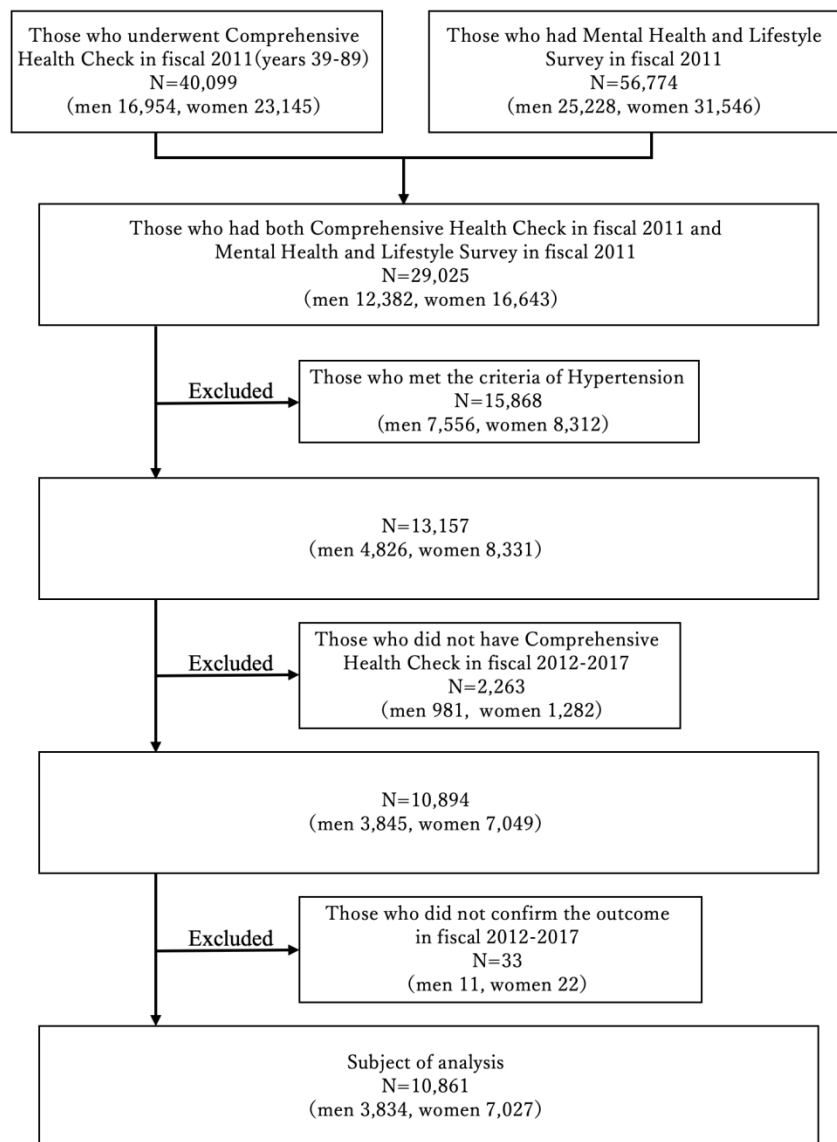 Those who underwent Comprehensive
Health Check in fiscal 2011(years 39-89)
N=40,099
(men 16,954, women 23,145)
Those who had Mental Health and Lifestyle
Survey in fiscal 2011
N=56,774
(men 25,228, women 31,546)
Those who had both Comprehensive Health Check in fiscal 2011 and
Mental Health and Lifestyle Survey in fiscal 2011
N=29,025
(men 12,382, women 16,643)
Excluded
Those who met the criteria of Hypertension
N=15,868
(men 7,556, women 8,312)
N=13,157
(men 4,826, women 8,331)
Excluded
Those who did not have Comprehensive
Health Check in fiscal 2012-2017
N=2,263
(men 981, women 1,282)
N=10,894
(men 3,845, women 7,049)
Excluded
Those who did not confirm the outcome
in fiscal 2012-2017
N=33
(men 11, women 22)
Subject of analysis
N=10,861
(men 3,834, women 7,027)